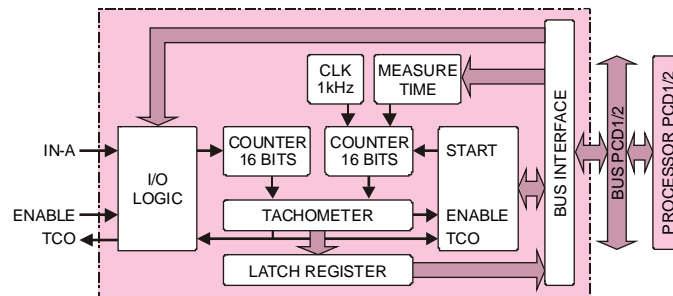 CLK
1kHz
MEASURE
TIME
IN-A
ENABLE
TCO
I/O
LOGIC
COUNTER
16 BITS
COUNTER
16 BITS
START
ENABLE
TCO
TACHOMETER
LATCH REGISTER
BUS INTERFACE
BUS PCD1/2
PROCESSOR PCD1/2